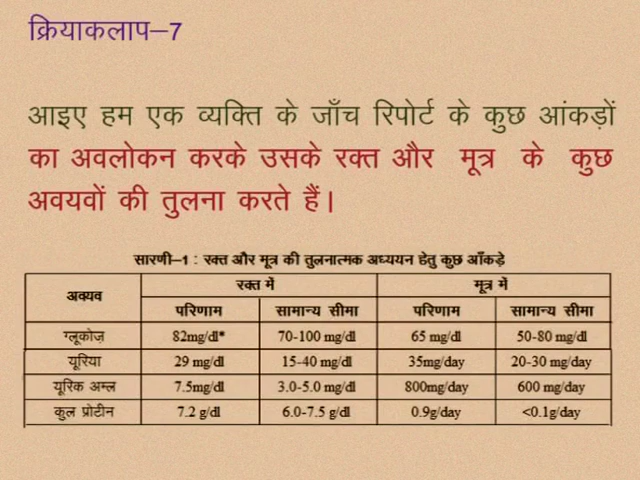 क्रियाकलाप–7
आइए हम एक व्यक्ति के जाँच रिपोर्ट के कुछ आंकड़ों
का अवलोकन करके उसके रक्त और मूत्र के कुछ
अवयवों की तुलना करते हैं।
सारणी–1 : रक्त और मूत्र की तुलनात्मक अध्ययन हेतु कुछ आँकड़े
अवयव रक्त में मूत्र में
परिणाम सामान्य सीमा परिणाम सामान्य सीमा
ग्लूकोज़ 82mg/dl* 70-100 mg/dl 65 mg/dl 50-80 mg/dl
यूरिया 29 mg/dl 15-40 mg/dl 35mg/day 20-30 mg/day
यूरिक अम्ल 7.5mg/dl 3.0-5.0 mg/dl 800mg/day 600 mg/day
कुल प्रोटीन 7.2 g/dl 6.0-7.5 g/dl 0.9g/day <0.1g/day